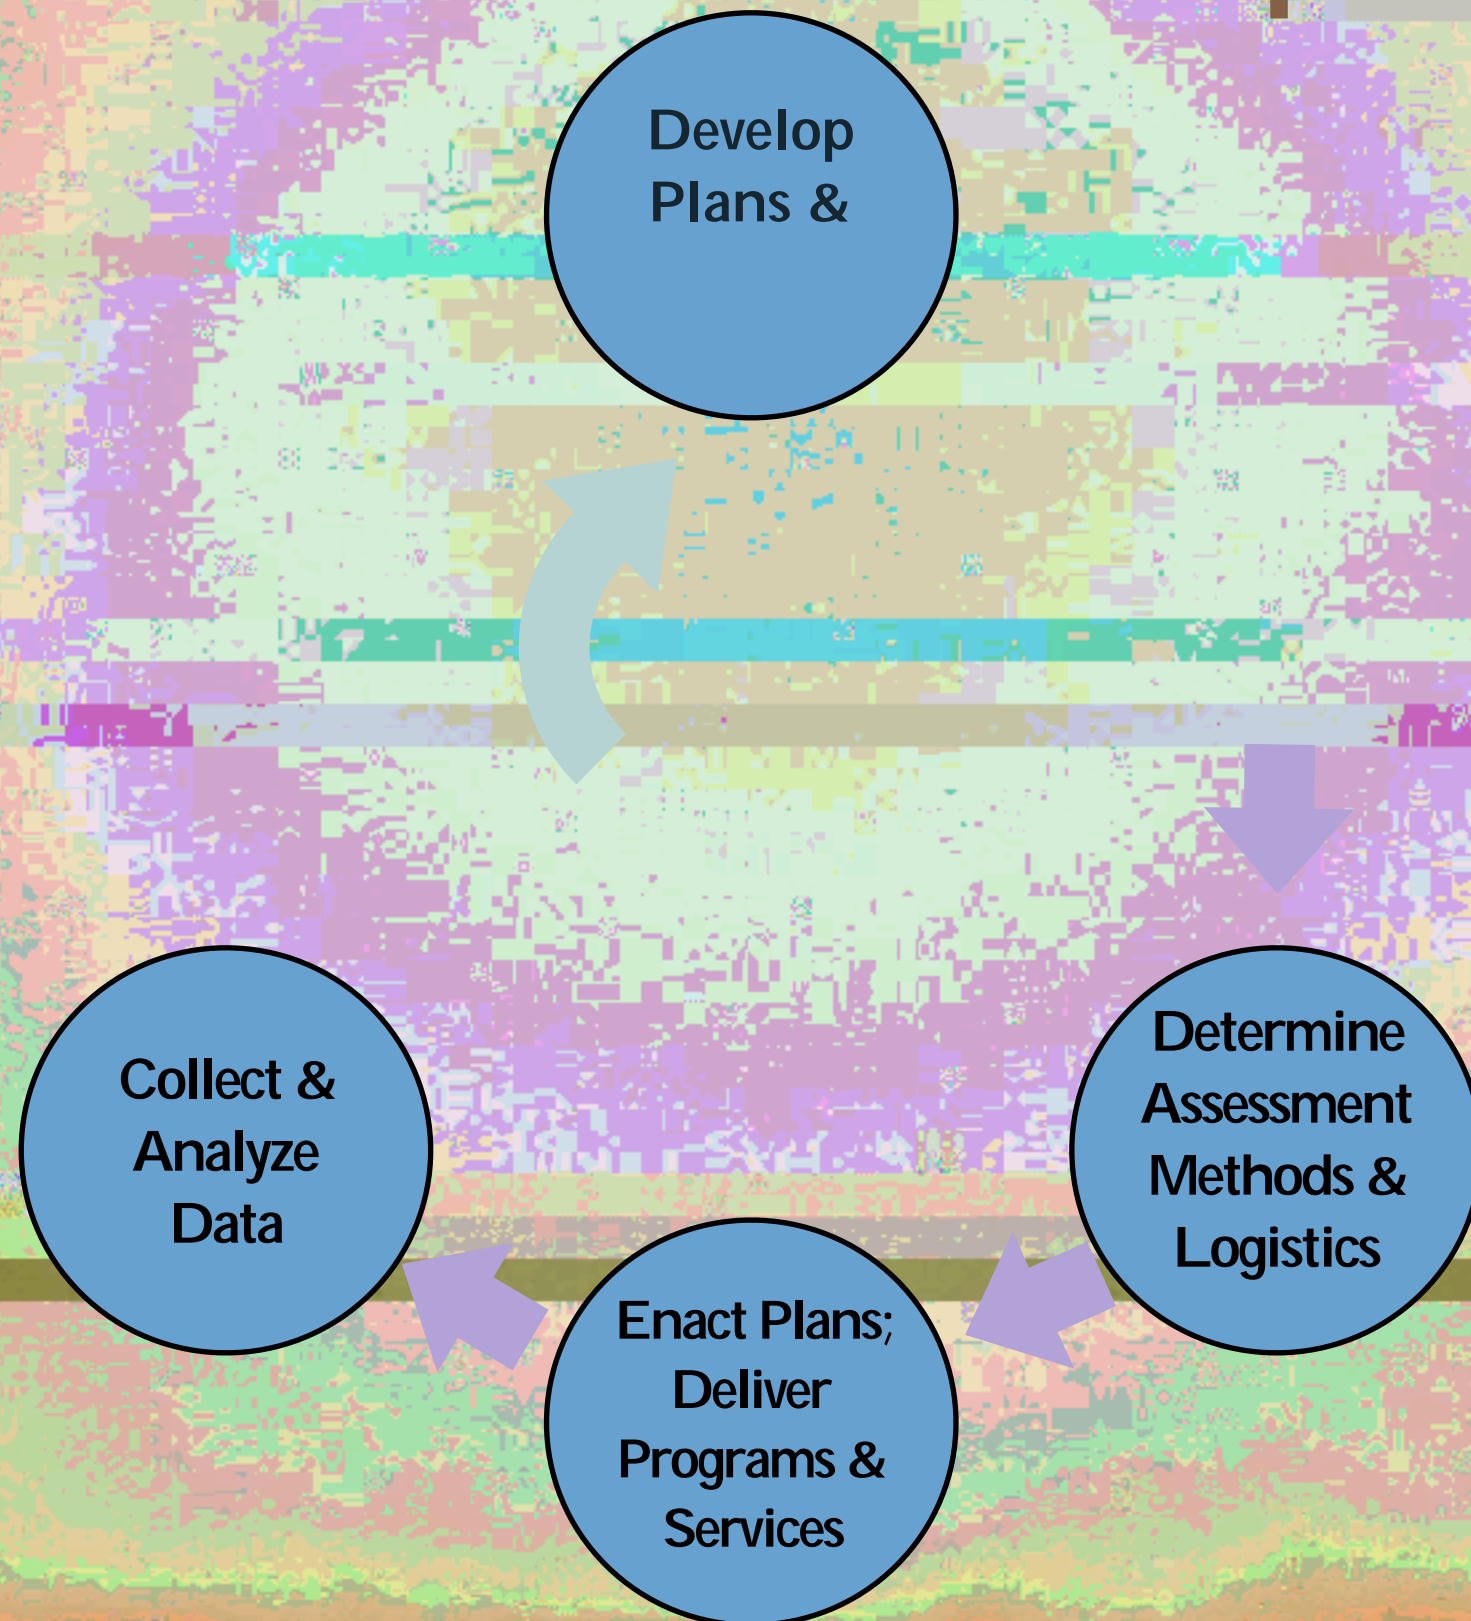 Develop
Plans &
Determine
Assessment
Methods &
Logistics
Enact Plans;
Deliver
Programs &
Services
Collect &
Analyze
Data